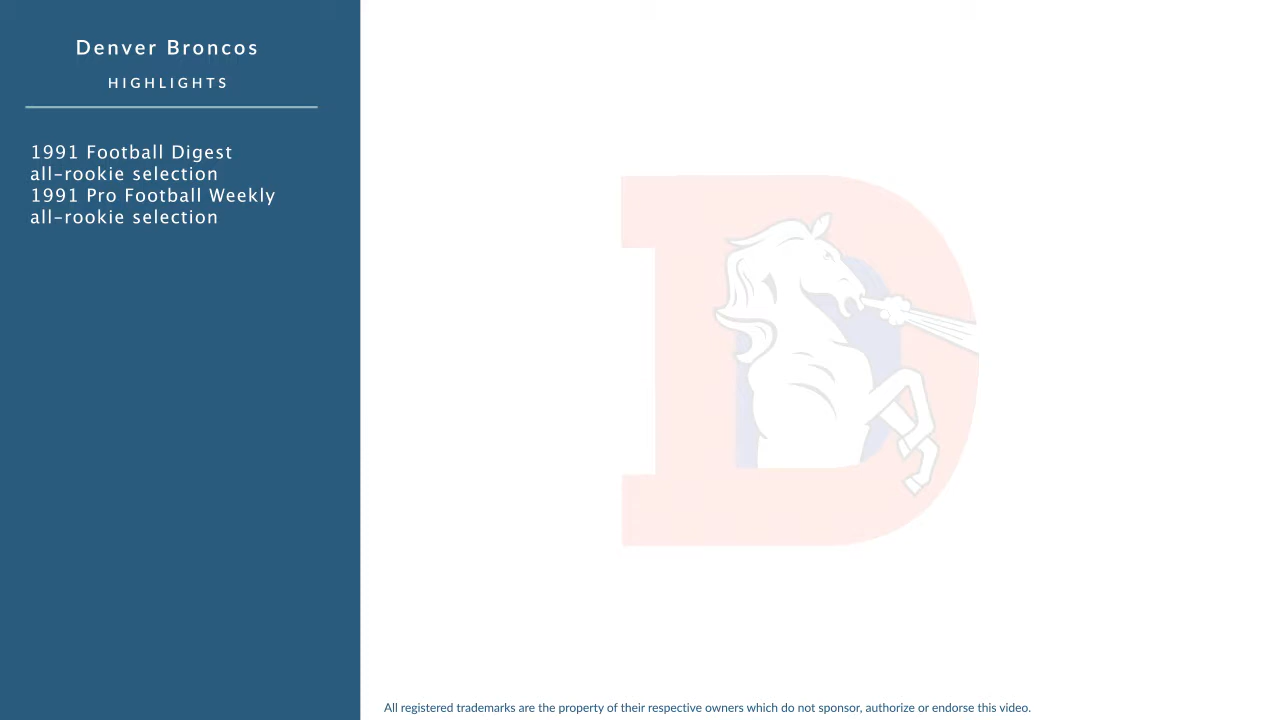 Denver Broncos
HIGHLIGHTS
1991 Football Digest
all-rookie selection
1991 Pro Football Weekly
all-rookie selection
All registered trademarks are the property of their respective owners which do not sponsor, authorize or endorse this video.